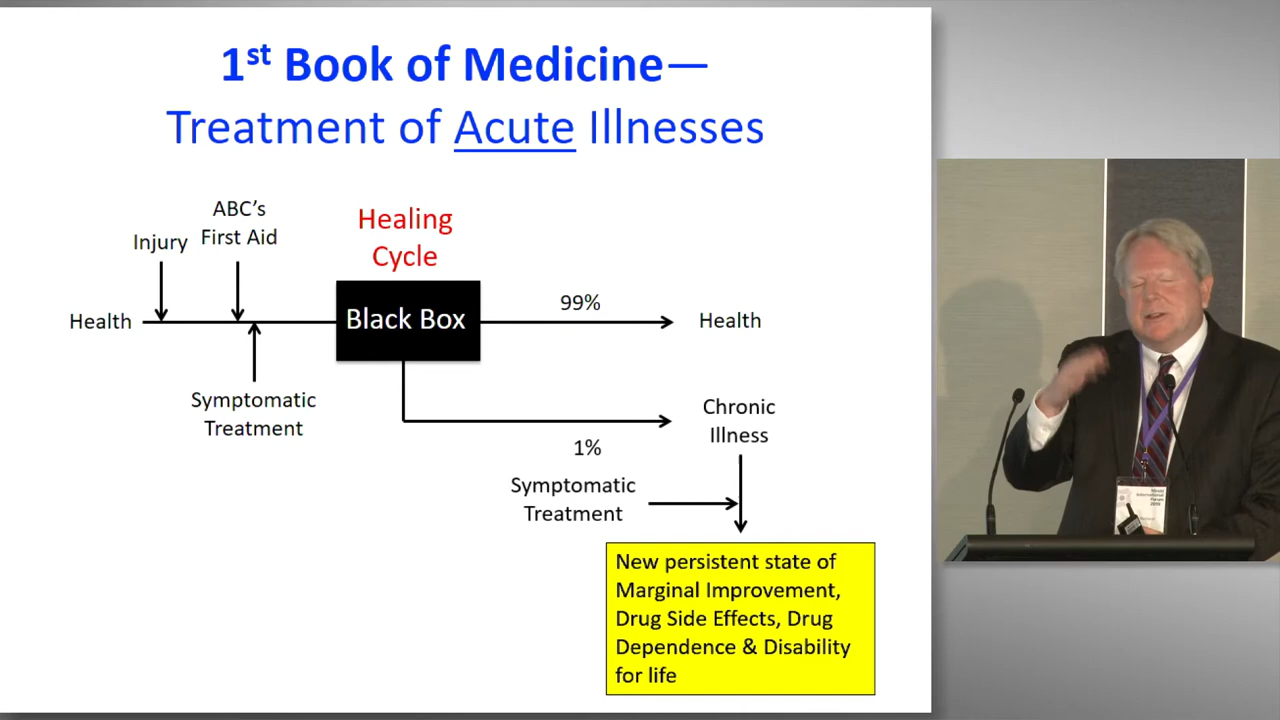 1st Book of Medicine—
Treatment of Acute Illnesses
ABC's
First Aid
Injury
Healing
Cycle
Health
Black Box
99%
Health
Symptomatic
Treatment
Chronic
Illness
1%
Symptomatic
Treatment
New persistent state of
Marginal Improvement,
Drug Side Effects, Drug
Dependence & Disability
for life